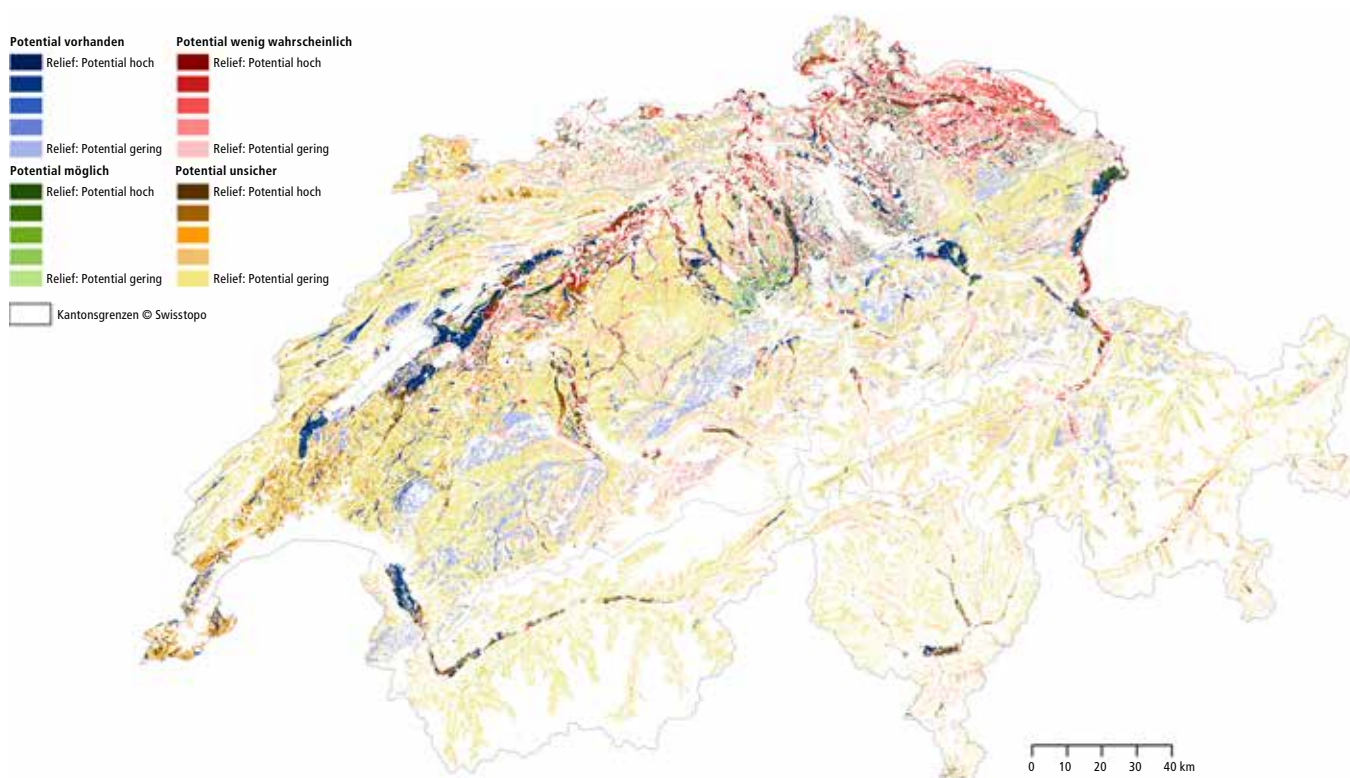 Potential vorhanden
Relief: Potential hoch
Relief: Potential gering
Potential wenig wahrscheinlich
Relief: Potential hoch
Relief: Potential gering
Potential möglich
Relief: Potential hoch
Relief: Potential gering
Potential unsicher
Relief: Potential hoch
Relief: Potential gering
Kantonsgrenzen © Swisstopo
0 10 20 30 40 km